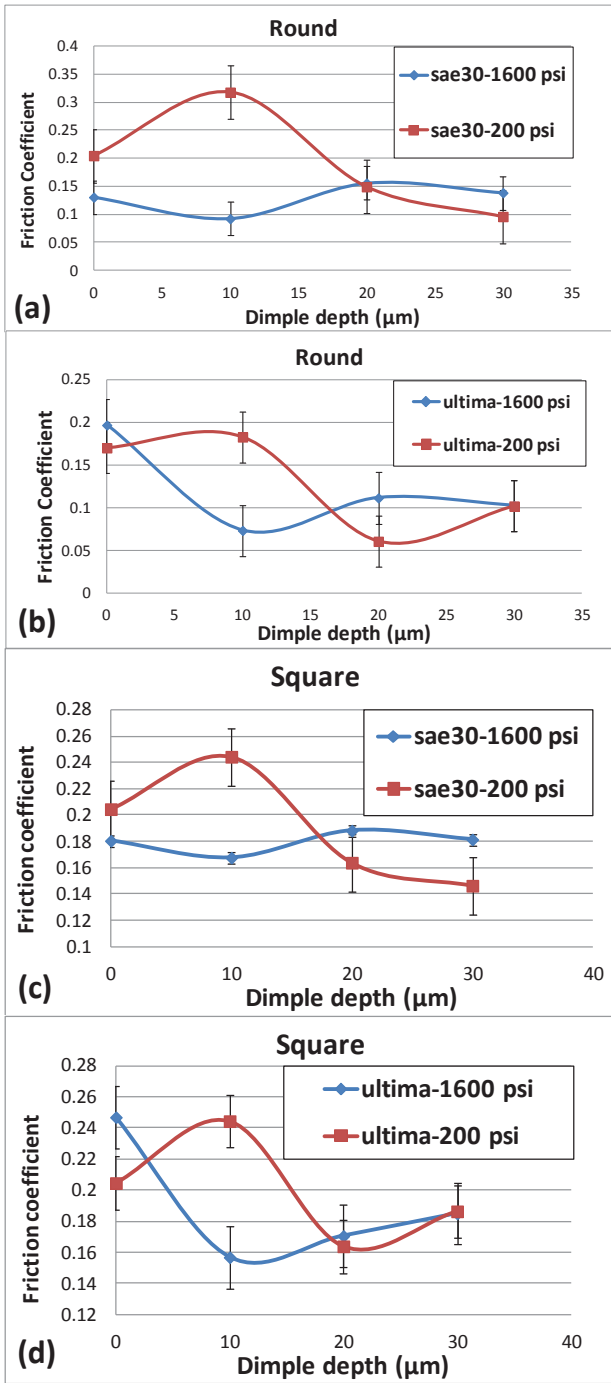 Round
0.4
0.35
0.3
0.25
0.2
0.15
0.1
0.05
0
Friction Coefficient
sae30-1600 psi
sae30-200 psi
0 5 10 15 20 25 30 35
Dimple depth (µm)
(a)
Round
0.25
0.2
0.15
0.1
0.05
0
Friction Coefficient
ultima-1600 psi
ultima-200 psi
0 5 10 15 20 25 30 35
Dimple depth (µm)
(b)
Square
0.28
0.26
0.24
0.22
0.2
0.18
0.16
0.14
0.12
0.1
Friction coefficient
sae30-1600 psi
sae30-200 psi
0 10 20 30 40
Dimple depth (µm)
(c)
Square
0.28
0.26
0.24
0.22
0.2
0.18
0.16
0.14
0.12
Friction coefficient
ultima-1600 psi
ultima-200 psi
0 10 20 30 40
Dimple depth (µm)
(d)